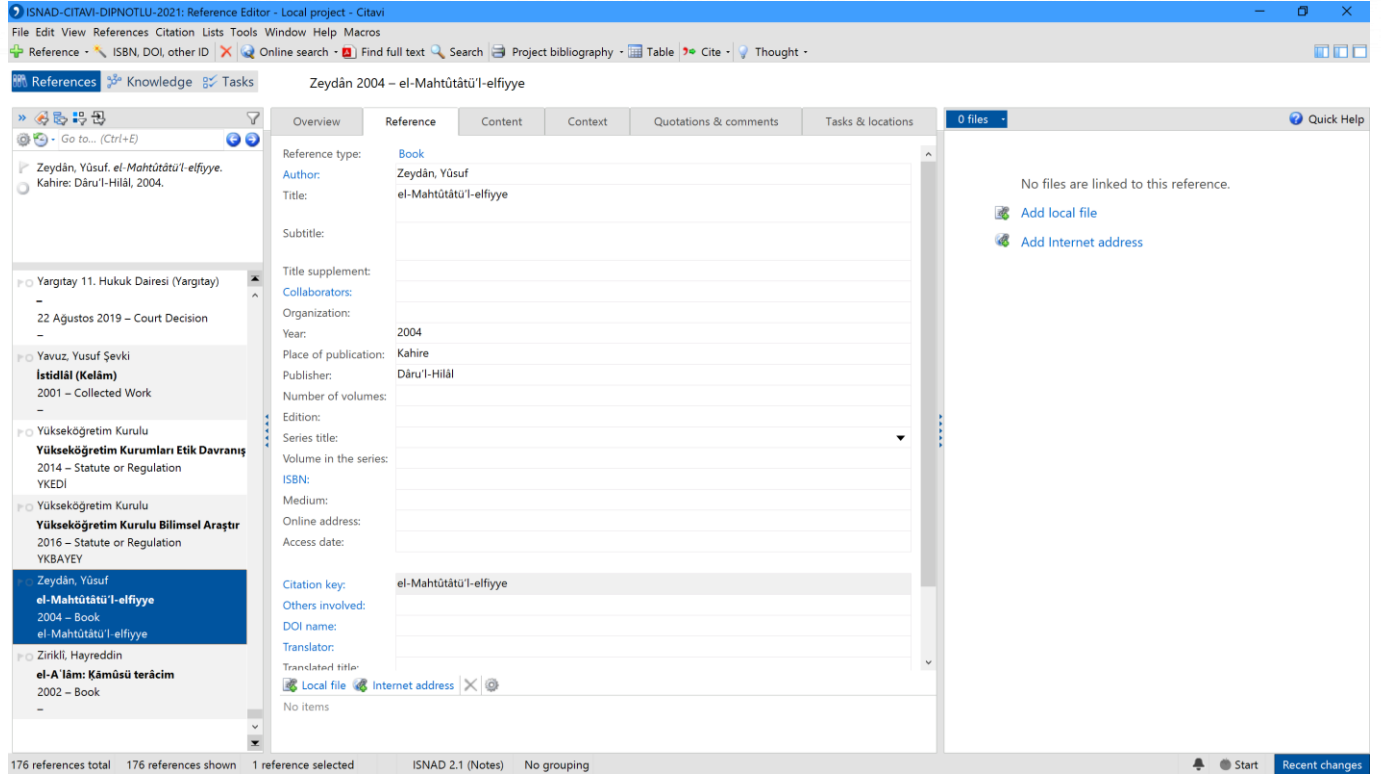 ISNAD-CITAVI-DIPNOTLU-2021: Reference Editor - Local project - Citavi
File Edit View References Citation Lists Tools Window Help Macros
Reference - ISBN, DOI, other ID Online search - Find full text Search Project bibliography - Table Cite - Thought -
References Knowledge Tasks
Zeydân 2004 – el-Mahtûtâtü'l-elfiyye
Go to... (Ctrl+E)
Zeydân, Yûsuf. el-Mahtûtâtü'l-elfiyye.
Kahire: Dâru'l-Hilâl, 2004.
Yargıtay 11. Hukuk Dairesi (Yargıtay)
–
22 Ağustos 2019 – Court Decision
–
Yavuz, Yusuf Şevki
İstidlâl (Kelâm)
2001 – Collected Work
–
Yükseköğretim Kurulu
Yükseköğretim Kurumları Etik Davranış
2014 – Statute or Regulation
YKEDİ
Yükseköğretim Kurulu
Yükseköğretim Kurulu Bilimsel Araştır
2016 – Statute or Regulation
YKBAYEY
Zeydân, Yûsuf
el-Mahtûtâtü'l-elfiyye
2004 – Book
el-Mahtûtâtü'l-elfiyye
Ziriklî, Hayreddin
el-Aʿlâm: Ḳāmûsü terâcim
2002 – Book
–
Overview Reference Content Context Quotations & comments Tasks & locations
Reference type: Book
Author: Zeydân, Yûsuf
Title: el-Mahtûtâtü'l-elfiyye
Subtitle:
Title supplement:
Collaborators:
Organization:
Year: 2004
Place of publication: Kahire
Publisher: Dâru'l-Hilâl
Number of volumes:
Edition:
Series title:
Volume in the series:
ISBN:
Medium:
Online address:
Access date:
Citation key: el-Mahtûtâtü'l-elfiyye
Others involved:
DOI name:
Translator:
Translated title:
Local file Internet address
No items
0 files
Quick Help
No files are linked to this reference.
Add local file
Add Internet address
176 references total 176 references shown 1 reference selected ISNAD 2.1 (Notes) No grouping Start Recent changes